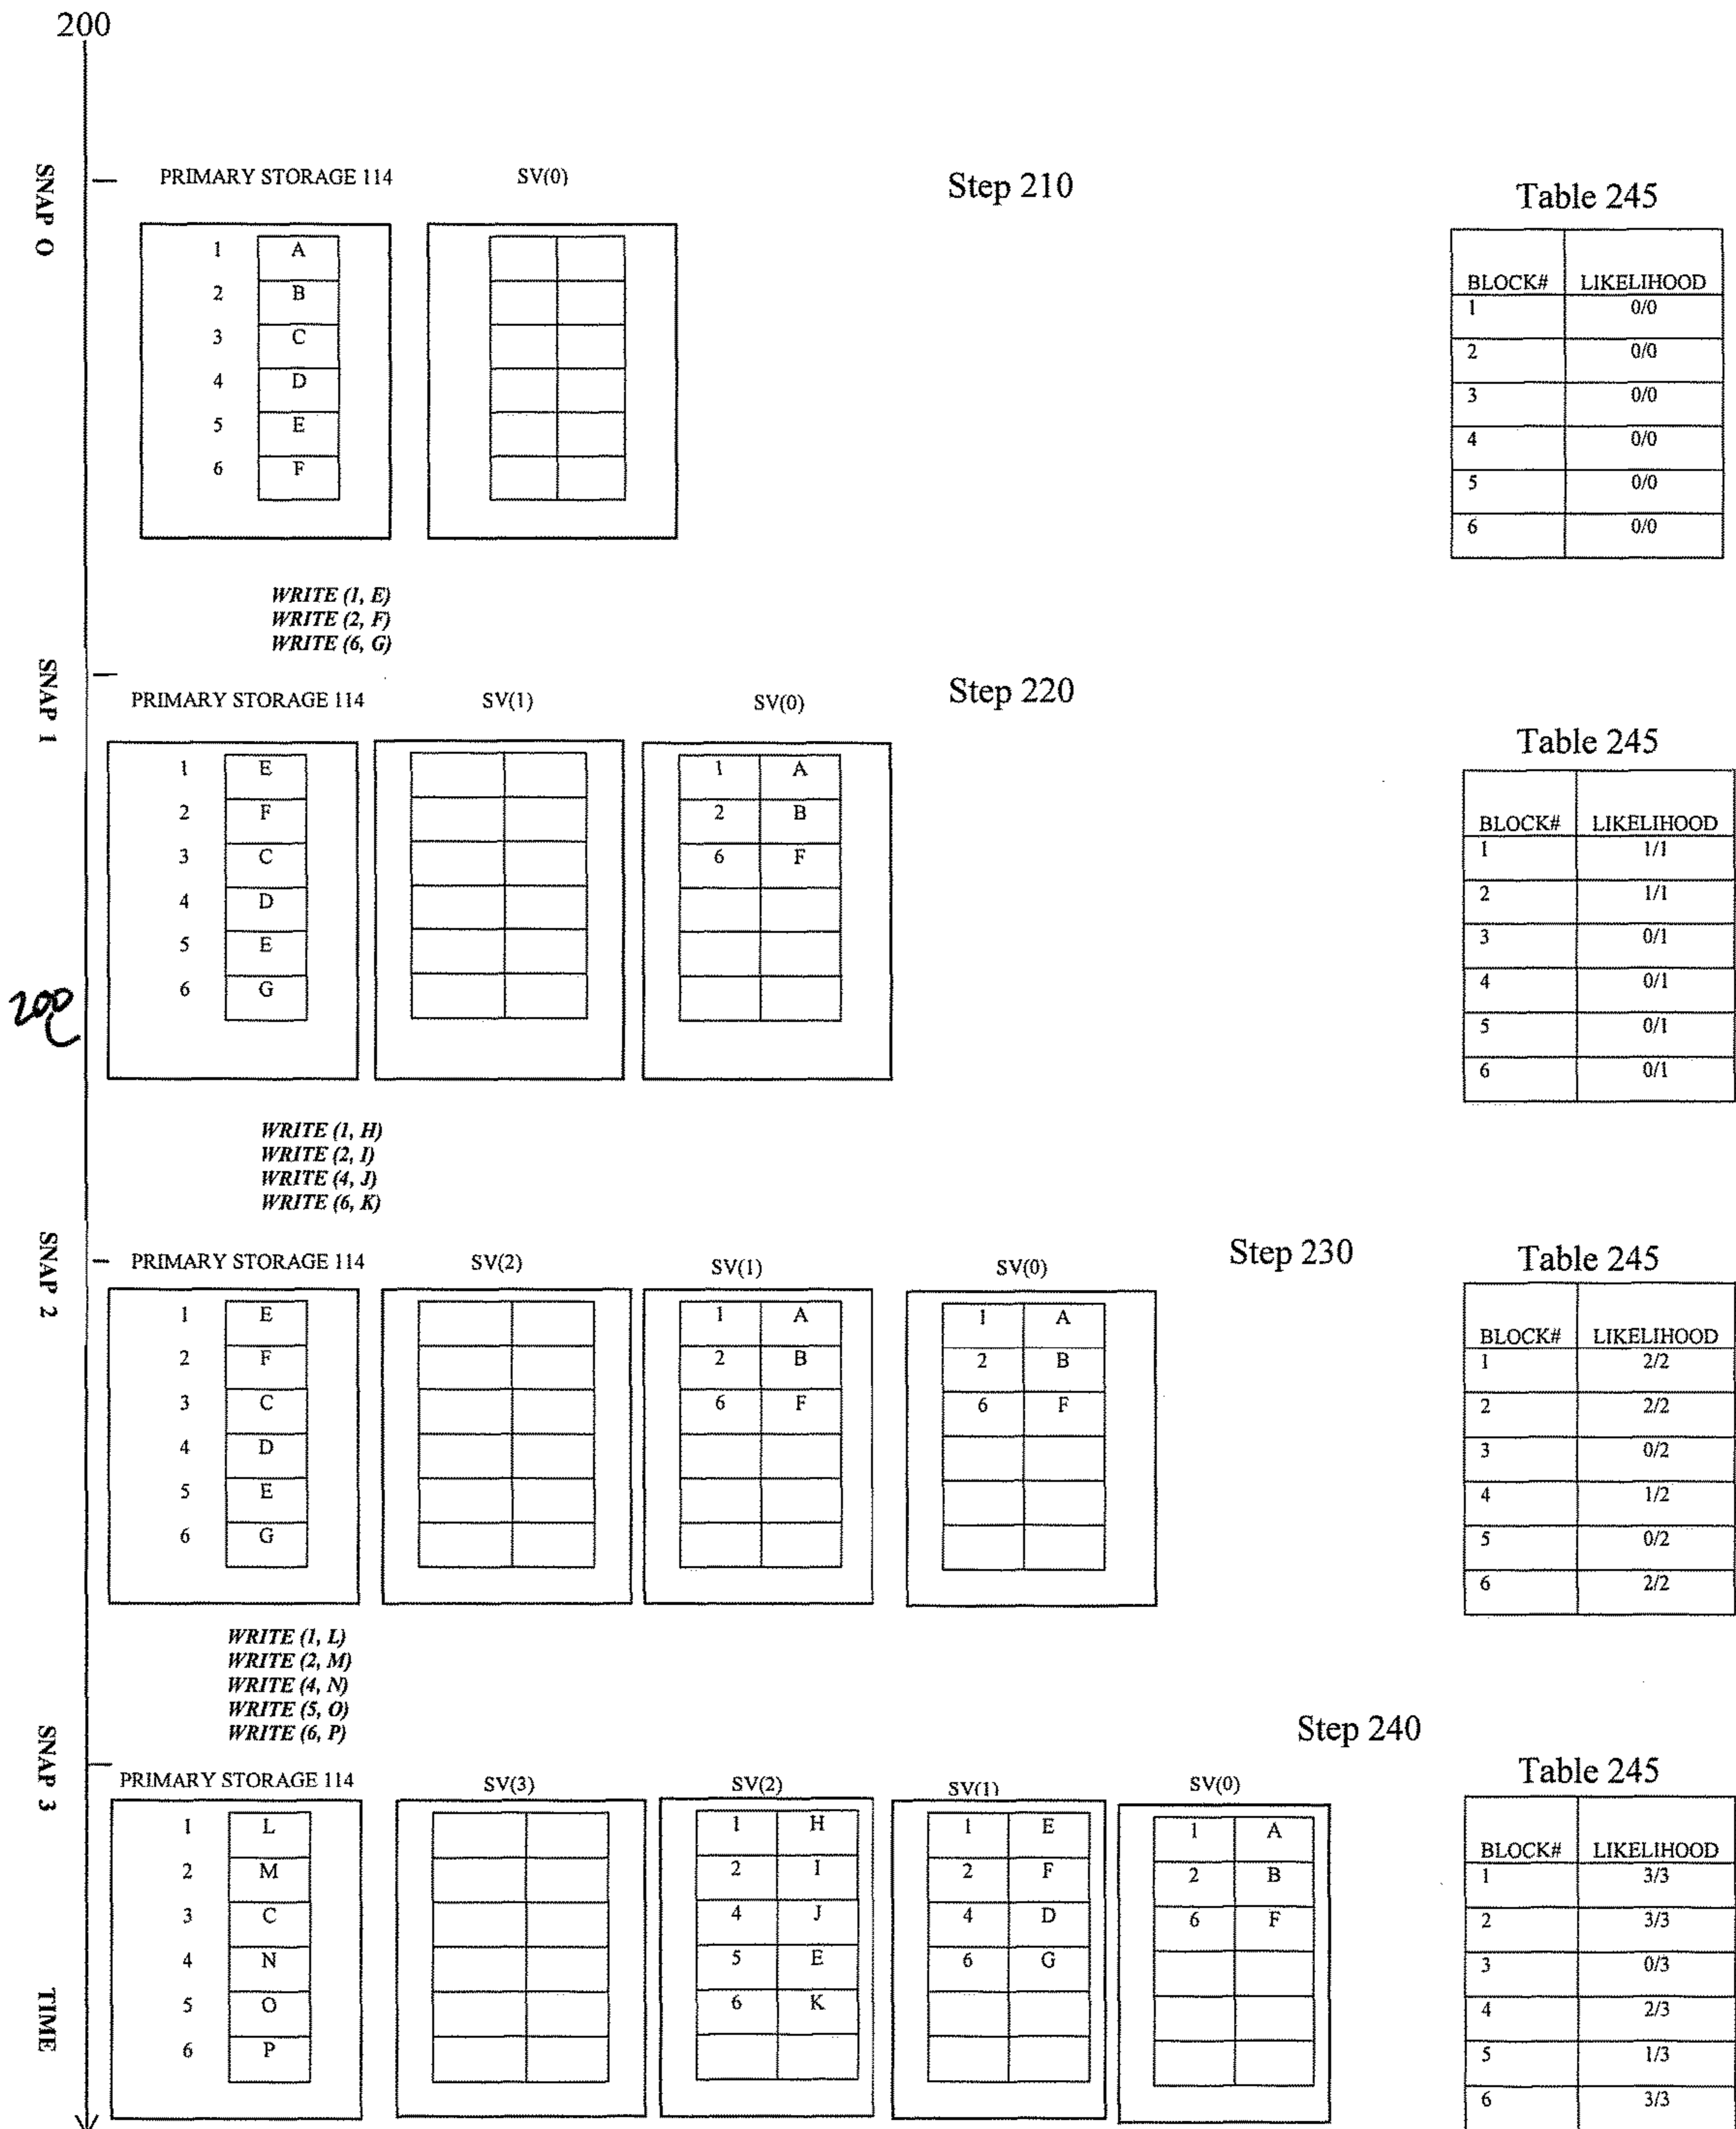 200
SNAP O
PRIMARY STORAGE 114 SV(0) Step 210 Table 245
BLOCK# LIKELIHOOD
1 A
2 B
3 C
4 D
5 E
6 F
1 0/0
2 0/0
3 0/0
4 0/0
5 0/0
6 0/0
WRITE (1, E)
WRITE (2, F)
WRITE (6, G)
SNAP 1
PRIMARY STORAGE 114 SV(1) SV(0) Step 220 Table 245
BLOCK# LIKELIHOOD
1 E 1 A
2 F 2 B
3 C 6 F
4 D
5 E
6 G
1 1/1
2 1/1
3 0/1
4 0/1
5 0/1
6 0/1
200
WRITE (1, H)
WRITE (2, I)
WRITE (4, J)
WRITE (6, K)
SNAP 2
PRIMARY STORAGE 114 SV(2) SV(1) SV(0) Step 230 Table 245
BLOCK# LIKELIHOOD
1 E 1 A 1 A
2 F 2 B 2 B
3 C 6 F 6 F
4 D
5 E
6 G
1 2/2
2 2/2
3 0/2
4 1/2
5 0/2
6 2/2
WRITE (1, L)
WRITE (2, M)
WRITE (4, N)
WRITE (5, O)
WRITE (6, P)
SNAP 3
Step 240
PRIMARY STORAGE 114 SV(3) SV(2) SV(1) SV(0) Table 245
BLOCK# LIKELIHOOD
1 L 1 H 1 E 1 A
2 M 2 I 2 F 2 B
3 C 4 J 4 D 6 F
4 N 5 E 6 G
5 O 6 K
6 P
1 3/3
2 3/3
3 0/3
4 2/3
5 1/3
6 3/3
TIME